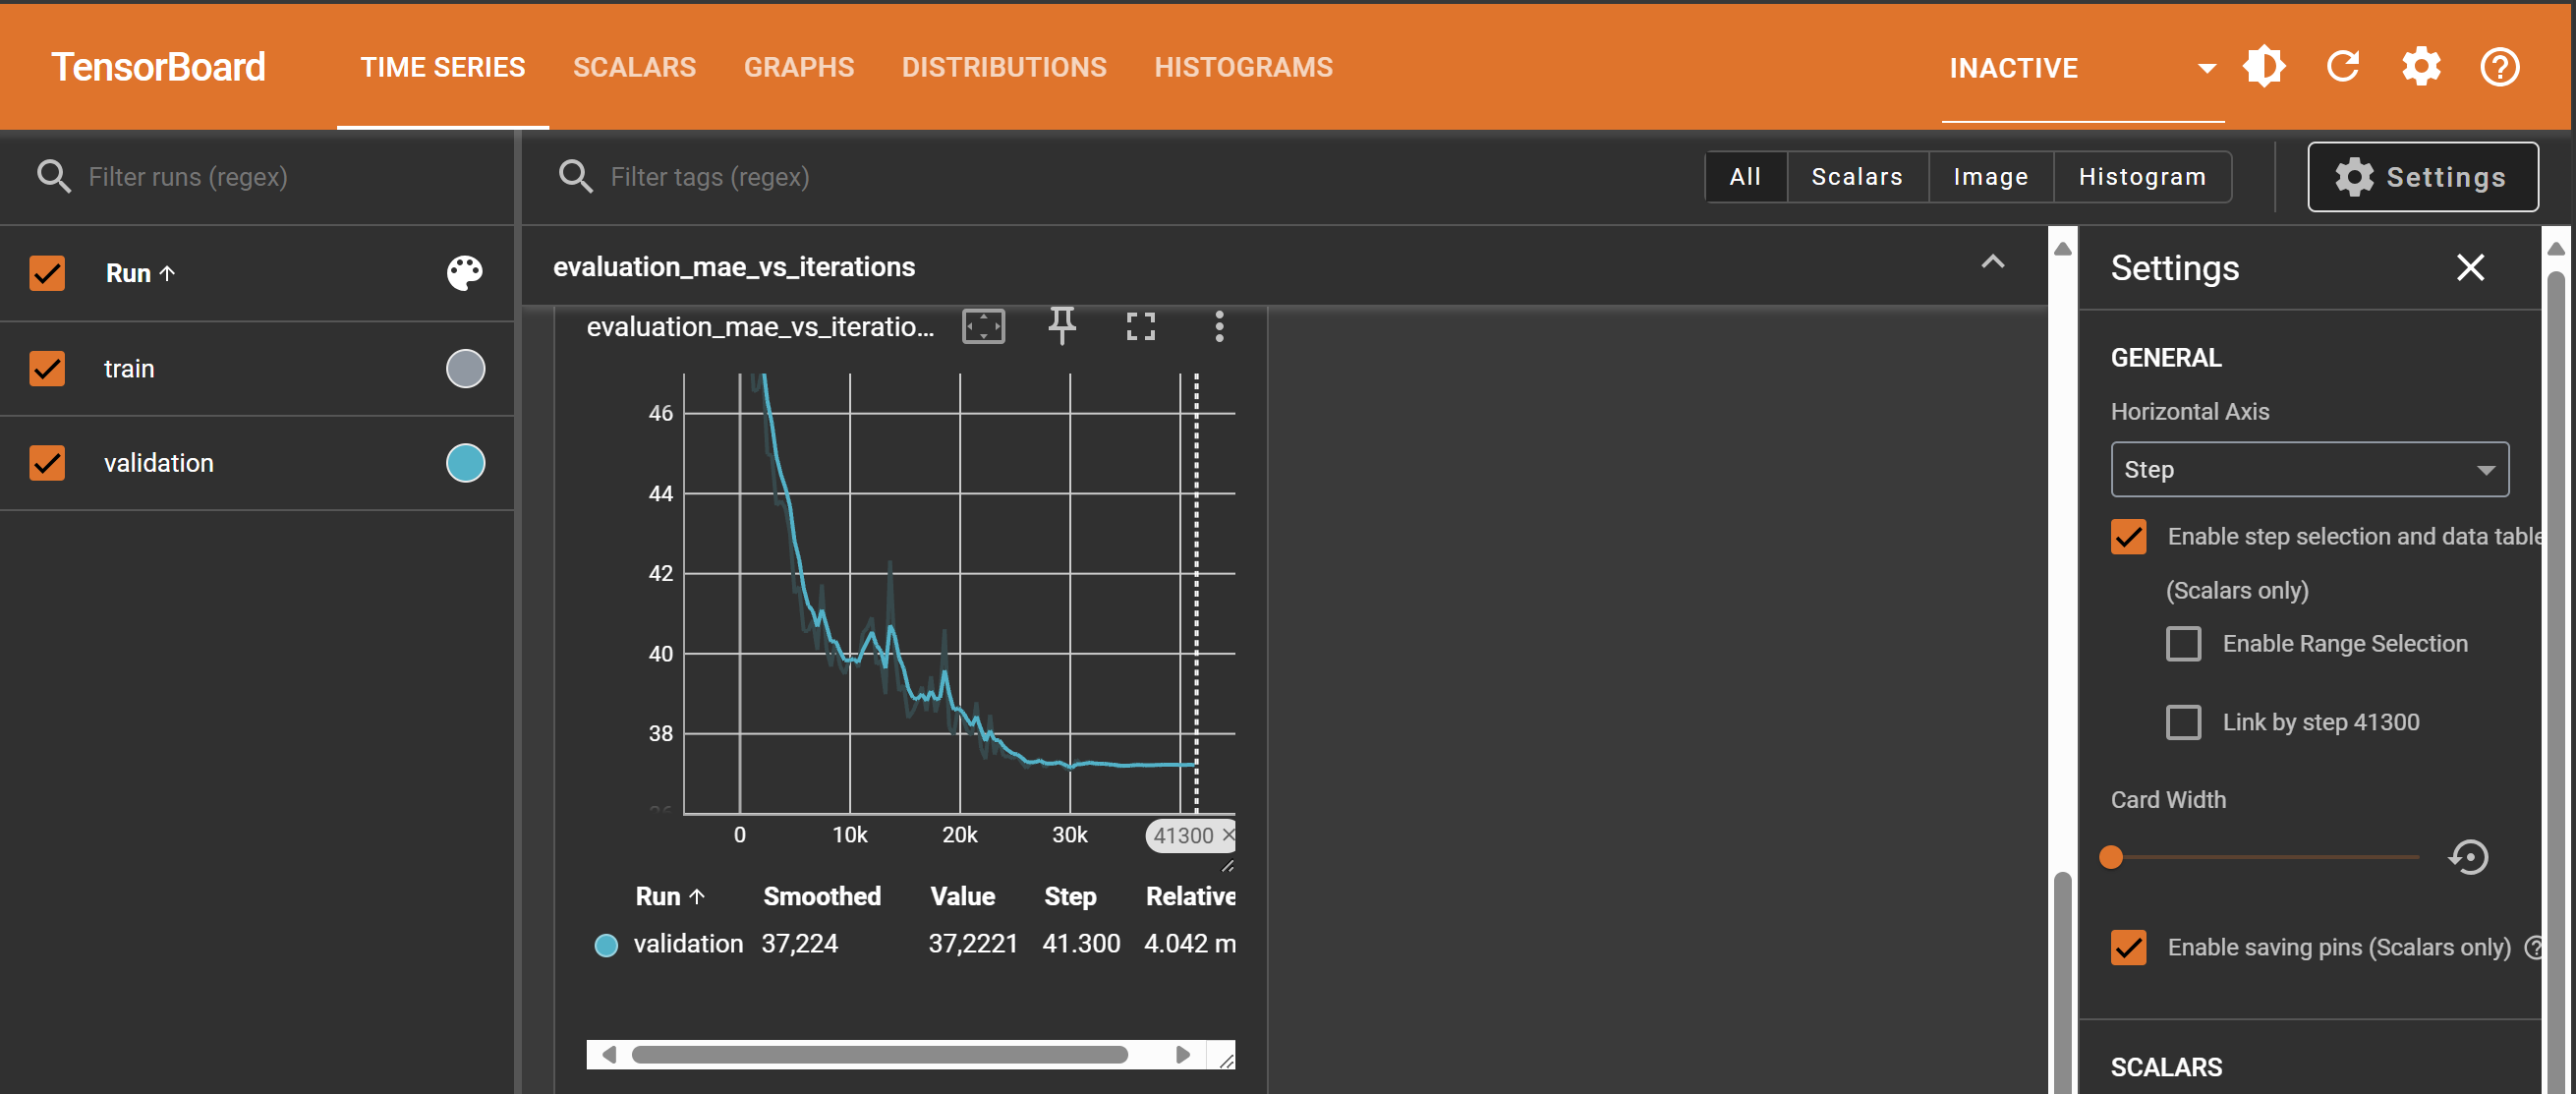 TensorBoard
TIME SERIES
SCALARS
GRAPHS
DISTRIBUTIONS
HISTOGRAMS
INACTIVE
Filter runs (regex)
Filter tags (regex)
All
Scalars
Image
Histogram
Settings
Run
train
validation
evaluation_mae_vs_iterations
evaluation_mae_vs_iteratio...
46
44
42
40
38
0 10k 20k 30k 41300
Run Smoothed Value Step Relative
validation 37,224 37,2221 41.300 4.042 m
Settings
GENERAL
Horizontal Axis
Step
Enable step selection and data table
(Scalars only)
Enable Range Selection
Link by step 41300
Card Width
Enable saving pins (Scalars only)
SCALARS